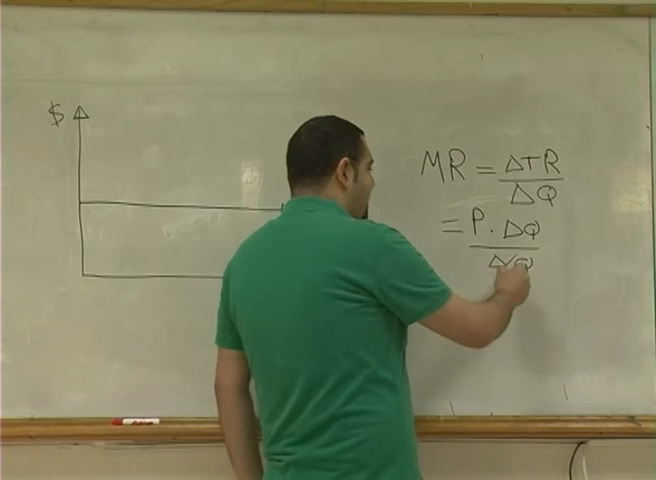 $
MR = ΔTR
ΔQ
= P. ΔQ
ΔQ